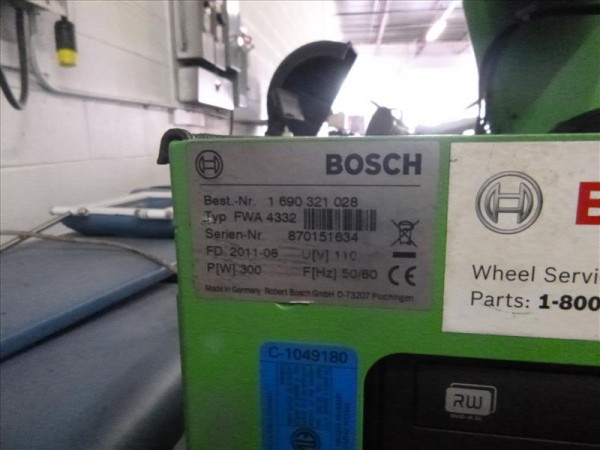 BOSCH
Best.-Nr. 1 690 321 028
Typ FWA 4332
Serien-Nr. 870151634
FD 2011-06 U[V] 110
P[W] 300 F[Hz] 50/60
CE
Made in Germany Robert Bosch GmbH D-73207 Plochingen
B
Wheel Servi
Parts: 1-800
C-1049180
RW